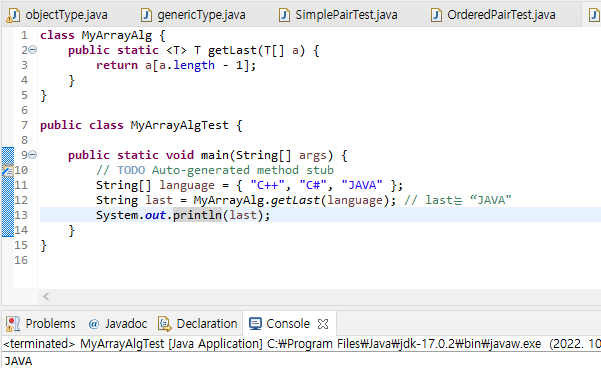 objectType.java genericType.java SimplePairTest.java OrderedPairTest.java
1 class MyArrayAlg {
2 public static <T> T getLast(T[] a) {
3 return a[a.length - 1];
4 }
5 }
6
7 public class MyArrayAlgTest {
8
9 public static void main(String[] args) {
10 // TODO Auto-generated method stub
11 String[] language = { "C++", "C#", "JAVA" };
12 String last = MyArrayAlg.getLast(language); // last는 “JAVA"
13 System.out.println(last);
14 }
15 }
16
Problems @ Javadoc Declaration Console
<terminated> MyArrayAlgTest [Java Application] C:₩Program Files₩Java₩jdk-17.0.2₩bin₩javaw.exe (2022. 10
JAVA